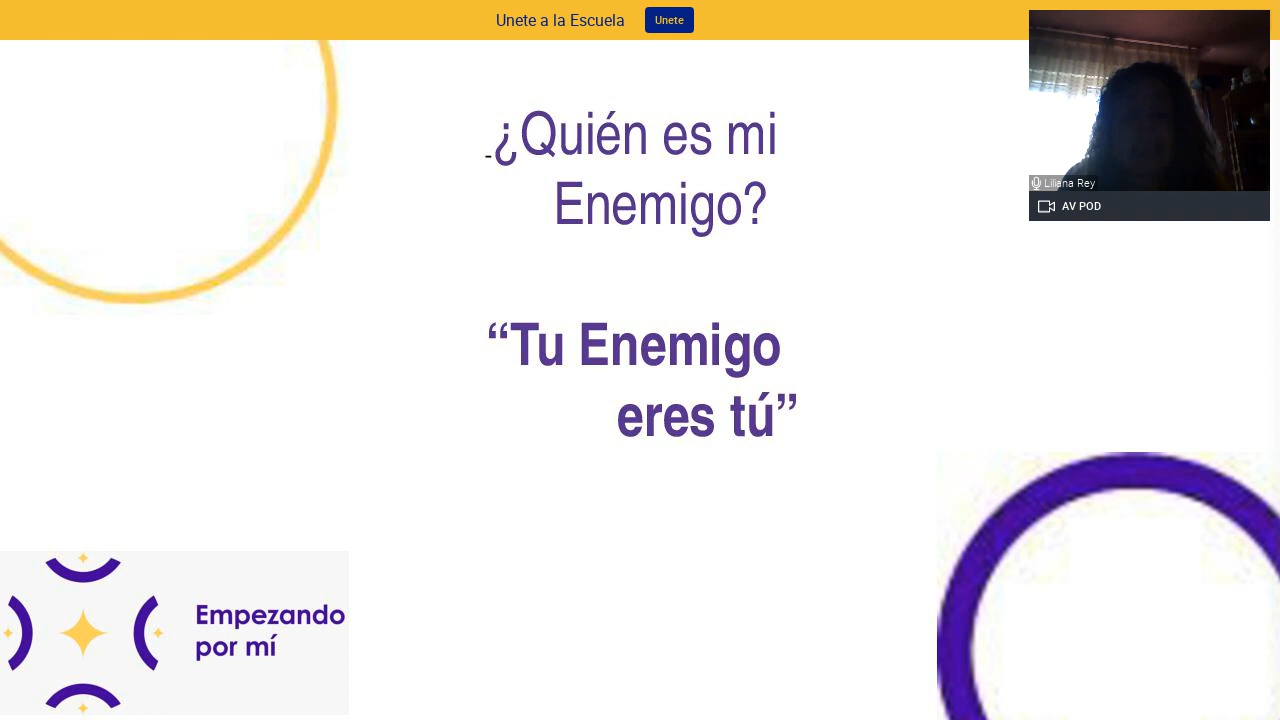 Unete a la Escuela
Unete
-¿Quién es mi
Enemigo?
“Tu Enemigo
eres tú”
Liliana Rey
AV POD
Empezando
por mí